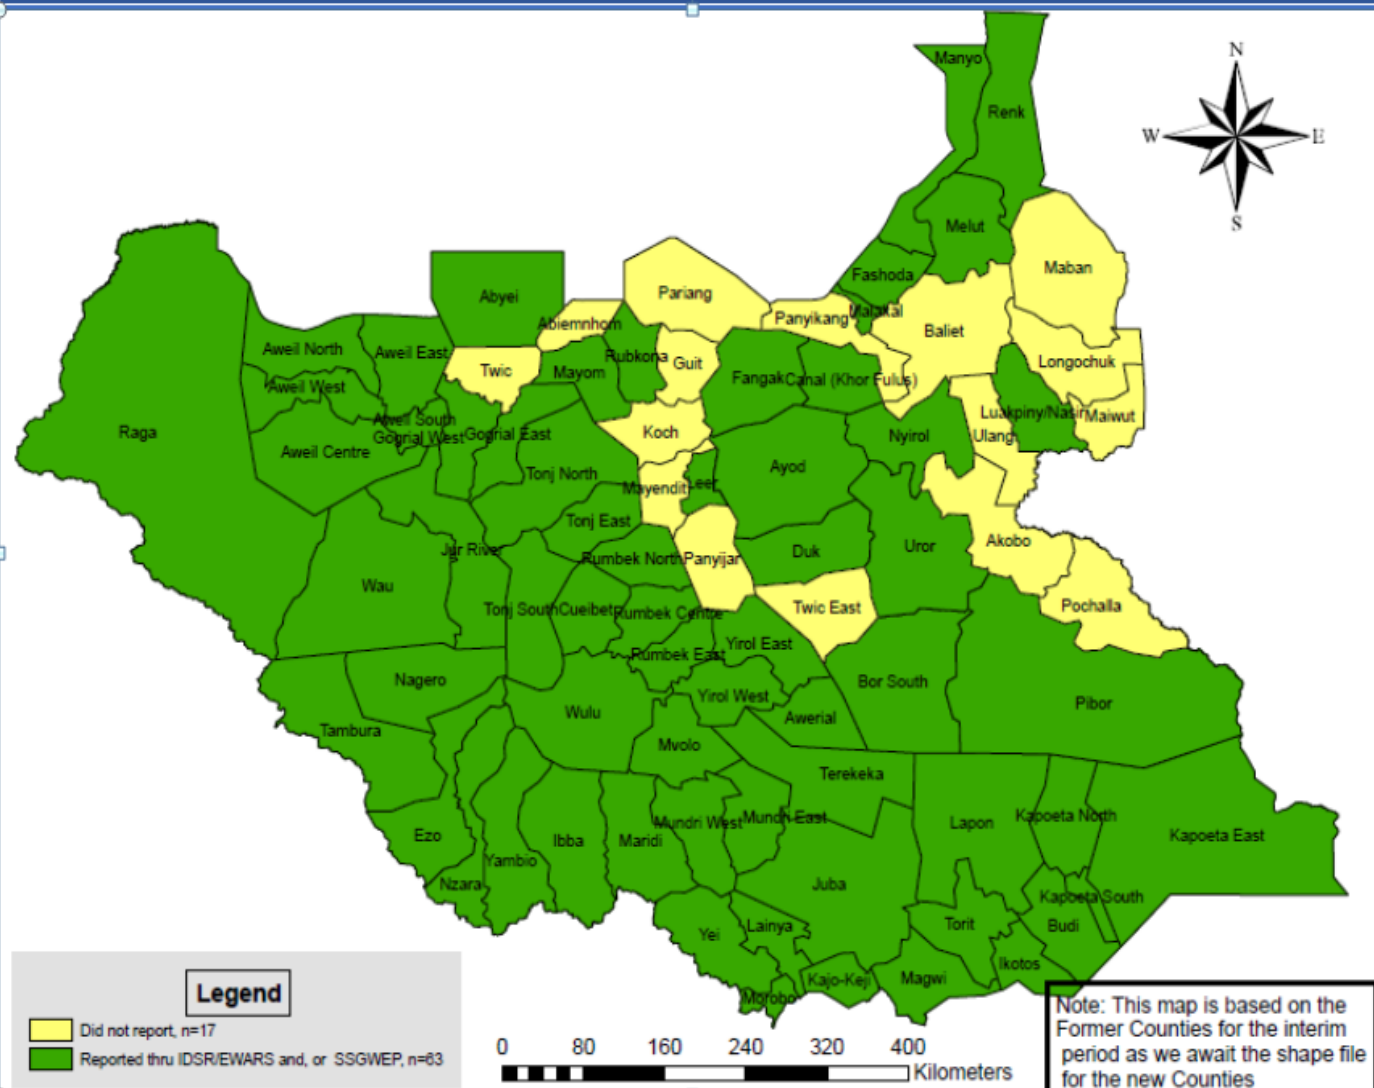 N
Manyo
Renk
W
E
S
Melut
Maban
Fashoda
Abyei
Pariang
Abiemnhom
Panyikang
Malakal
Baliet
Aweil North
Aweil East
Rubkona
Guit
Longochuk
Twic
Mayom
Fangak
Canal (Khor Fulus)
Aweil West
Luakpiny/Nasir
Maiwut
Aweil South
Raga
Gogrial West
Gogrial East
Koch
Nyirol
Ulang
Aweil Centre
Tonj North
Ayod
Mayendit
Leer
Tonj East
Akobo
Jur River
Rumbek North
Panyijar
Duk
Uror
Wau
Tonj South
Cueibet
Rumbek Centre
Twic East
Pochalla
Yirol East
Rumbek East
Nagero
Bor South
Yirol West
Pibor
Wulu
Awerial
Tambura
Mvolo
Terekeka
Mundri West
Mundri East
Lapon
Kapoeta North
Ezo
Ibba
Maridi
Kapoeta East
Yambio
Nzara
Juba
Kapoeta South
Lainya
Torit
Budi
Yei
Ikotos
Kajo-Keji
Magwi
Morobo
Legend
Did not report, n=17
Reported thru IDSR/EWARS and, or SSGWEP, n=63
0 80 160 240 320 400
Kilometers
Note: This map is based on the
Former Counties for the interim
period as we await the shape file
for the new Counties